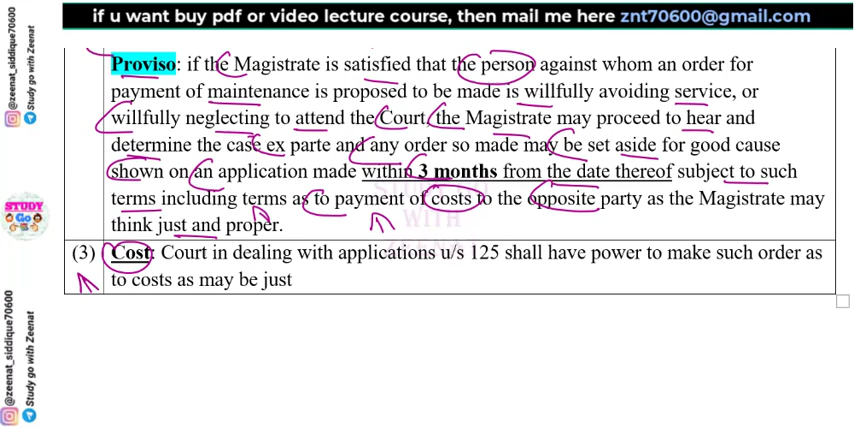 if u want buy pdf or video lecture course, then mail me here znt70600@gmail.com
@zeenat_siddique70600
Study go with Zeenat
Proviso: if the Magistrate is satisfied that the person against whom an order for
payment of maintenance is proposed to be made is willfully avoiding service, or
willfully neglecting to attend the Court, the Magistrate may proceed to hear and
determine the case ex parte and any order so made may be set aside for good cause
shown on an application made within 3 months from the date thereof subject to such
terms including terms as to payment of costs to the opposite party as the Magistrate may
think just and proper.
STUDY
Go
STUDY GO
WITH
ZEENAT
(3) Cost: Court in dealing with applications u/s 125 shall have power to make such order as
to costs as may be just
@zeenat_siddique70600
Study go with Zeenat